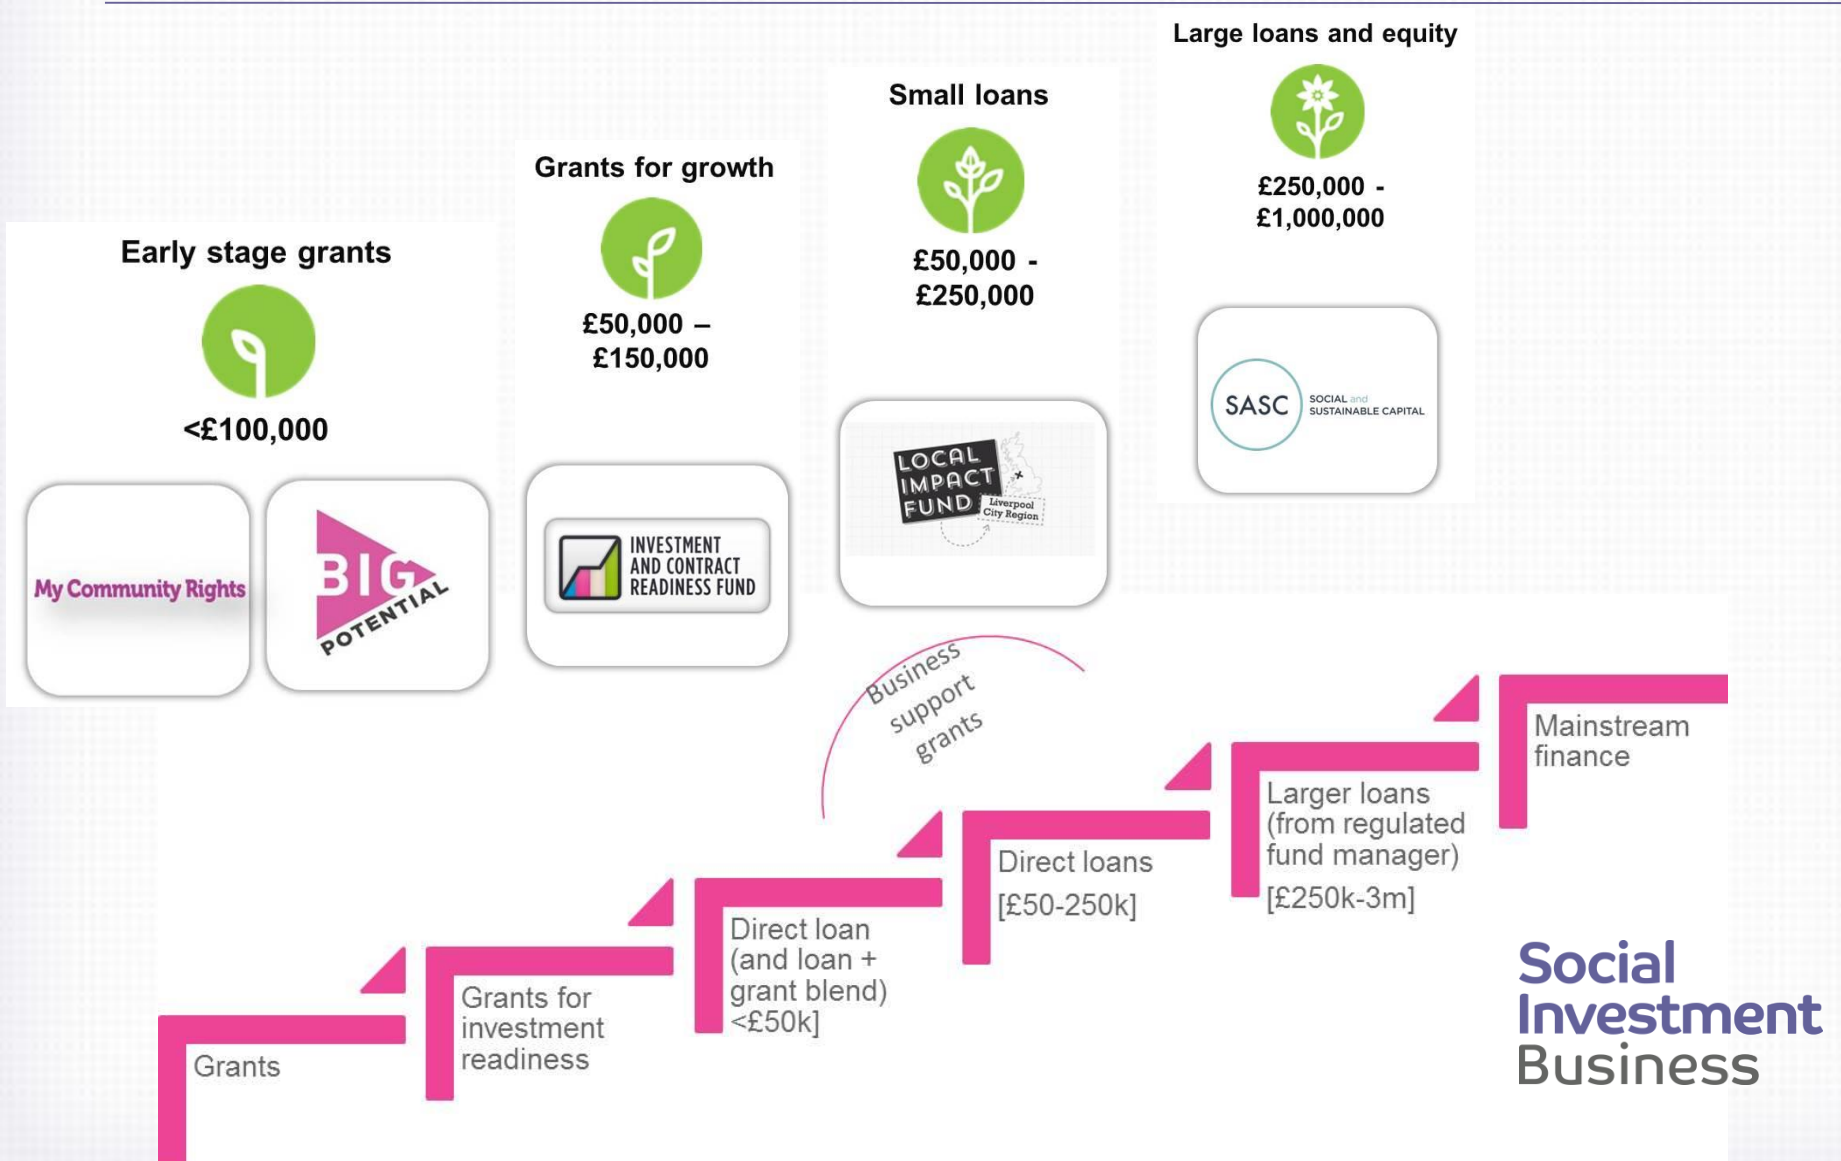 Early stage grants
<£100,000
My Community Rights
BIG
POTENTIAL
Grants for growth
£50,000 –
£150,000
INVESTMENT
AND CONTRACT
READINESS FUND
Small loans
£50,000 -
£250,000
LOCAL
IMPACT
FUND
Liverpool
City Region
Large loans and equity
£250,000 -
£1,000,000
SASC
SOCIAL and
SUSTAINABLE CAPITAL
Business
support
grants
Grants
Grants for
investment
readiness
Direct loan
(and loan +
grant blend)
<£50k]
Direct loans
[£50-250k]
Larger loans
(from regulated
fund manager)
[£250k-3m]
Mainstream
finance
Social
Investment
Business